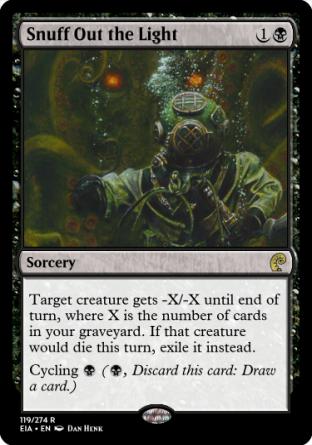 Snuff Out the Light 1
Sorcery
Target creature gets -X/-X until end of
turn, where X is the number of cards
in your graveyard. If that creature
would die this turn, exile it instead.
Cycling (, Discard this card: Draw
a card.)
119/274 R
EIA • EN DAN HENK